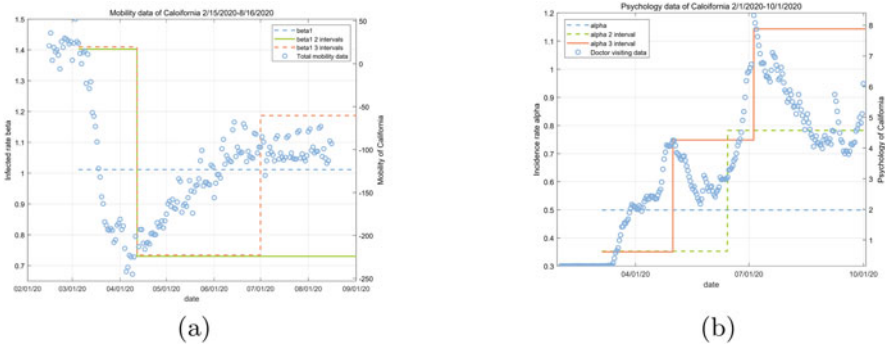 Mobility data of Caloifornia 2/15/2020-8/16/2020
1.5
1.4
1.3
1.2
1.1
1
0.9
0.8
0.7
Infected rate beta
beta1
beta1 2 intervals
beta1 3 intervals
Total mobility data
50
0
-50
-100
-150
-200
-250
Mobility of California
02/01/20 03/01/20 04/01/20 05/01/20 06/01/20 07/01/20 08/01/20 09/01/20
date
(a)
Psychology data of Caloifornia 2/1/2020-10/1/2020
1.2
1.1
1
0.9
0.8
0.7
0.6
0.5
0.4
0.3
Incidence rate alpha
alpha
alpha 2 interval
alpha 3 interval
Doctor visiting data
8
7
6
5
4
3
2
1
Psychology of California
04/01/20 07/01/20 10/01/20
date
(b)